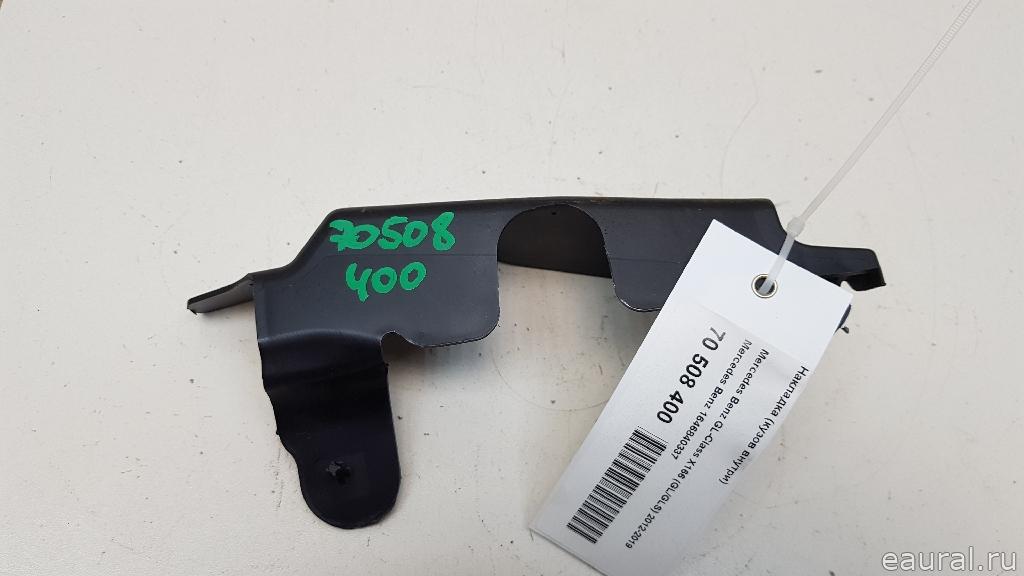 70508
400
Накладка (кузов внутри)
Mercedes Benz GL-Class X166 (GL/GLS) 2012-2019
Mercedes Benz 1646840337
70 508 400
eaural.ru